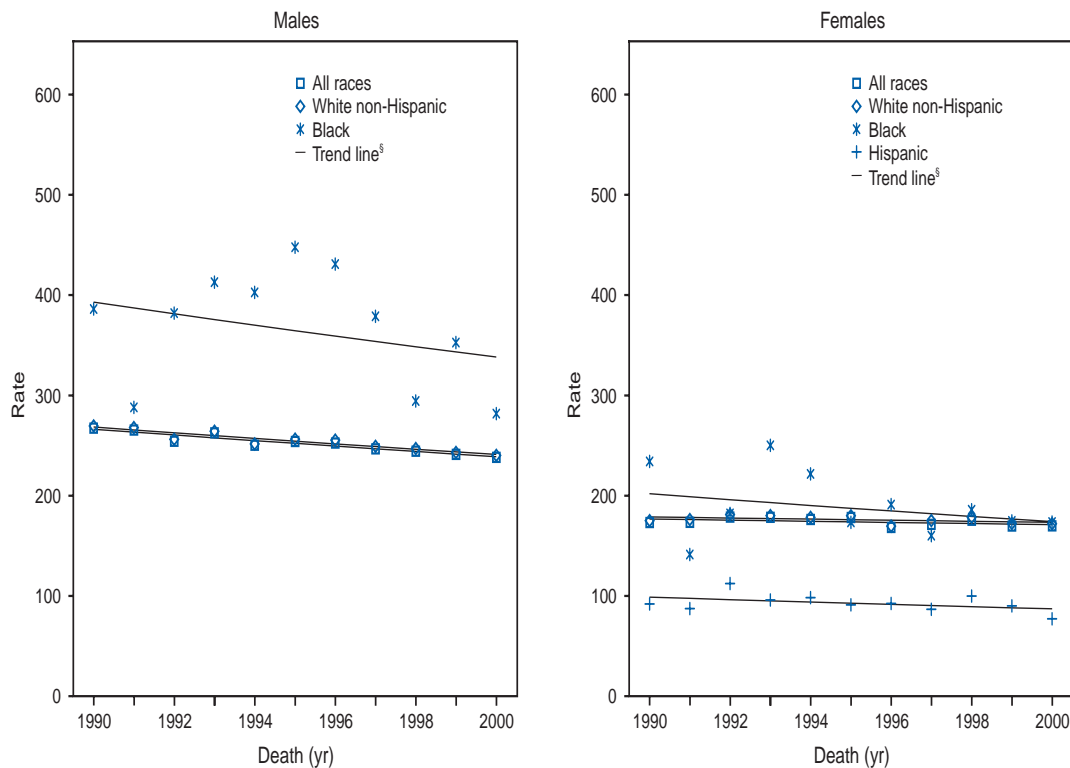 Males
All races
White non-Hispanic
Black
Trend line§
600
500
400
300
200
100
0
Rate
1990
1992
1994
1996
1998
2000
Death (yr)
Females
All races
White non-Hispanic
Black
Hispanic
Trend line§
600
500
400
300
200
100
0
Rate
1990
1992
1994
1996
1998
2000
Death (yr)